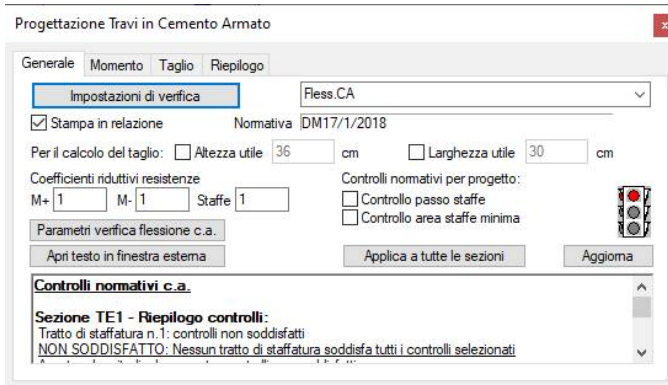 Progettazione Travi in Cemento Armato
x
Generale Momento Taglio Riepilogo
Impostazioni di verifica Fless.CA
Stampa in relazione Normativa DM17/1/2018
Per il calcolo del taglio: Altezza utile 36 cm Larghezza utile 30 cm
Coefficienti riduttivi resistenze Controlli normativi per progetto:
M+ 1 M- 1 Staffe 1 Controllo passo staffe
Controllo area staffe minima
Parametri verifica flessione c.a.
Apri testo in finestra esterna Applica a tutte le sezioni Aggiorna
Controlli normativi c.a.
Sezione TE1 - Riepilogo controlli:
Tratto di staffatura n.1: controlli non soddisfatti
NON SODDISFATTO: Nessun tratto di staffatura soddisfa tutti i controlli selezionati